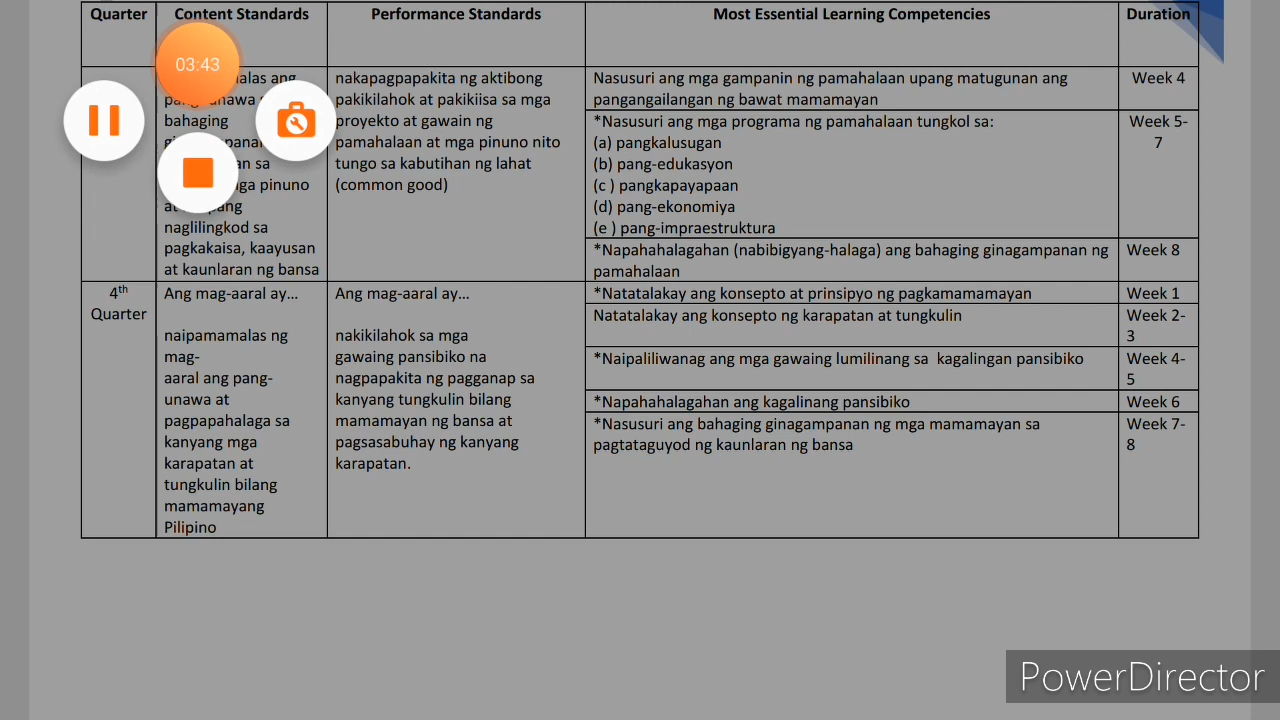 Quarter
Content Standards
Performance Standards
Most Essential Learning Competencies
Duration
03:43
ang
bahaging
sa
pinuno
at
naglilingkod sa
pagkakaisa, kaayusan
at kaunlaran ng bansa
nakapagpapakita ng aktibong
pakikilahok at pakikiisa sa mga
proyekto at gawain ng
pamahalaan at mga pinuno nito
tungo sa kabutihan ng lahat
(common good)
Nasusuri ang mga gampanin ng pamahalaan upang matugunan ang
pangangailangan ng bawat mamamayan
Week 4
*Nasusuri ang mga programa ng pamahalaan tungkol sa:
(a) pangkalusugan
(b) pang-edukasyon
(c ) pangkapayapaan
(d) pang-ekonomiya
(e ) pang-impraestruktura
Week 5-
7
*Napahahalagahan (nabibigyang-halaga) ang bahaging ginagampanan ng
pamahalaan
Week 8
4th
Quarter
Ang mag-aaral ay…
naipamamalas ng
mag-
aaral ang pang-
unawa at
pagpapahalaga sa
kanyang mga
karapatan at
tungkulin bilang
mamamayang
Pilipino
Ang mag-aaral ay…
nakikilahok sa mga
gawaing pansibiko na
nagpapakita ng pagganap sa
kanyang tungkulin bilang
mamamayan ng bansa at
pagsasabuhay ng kanyang
karapatan.
*Natatalakay ang konsepto at prinsipyo ng pagkamamamayan
Week 1
Natatalakay ang konsepto ng karapatan at tungkulin
Week 2-
3
*Naipaliliwanag ang mga gawaing lumilinang sa  kagalingan pansibiko
Week 4-
5
*Napahahalagahan ang kagalinang pansibiko
Week 6
*Nasusuri ang bahaging ginagampanan ng mga mamamayan sa
pagtataguyod ng kaunlaran ng bansa
Week 7-
8
PowerDirector